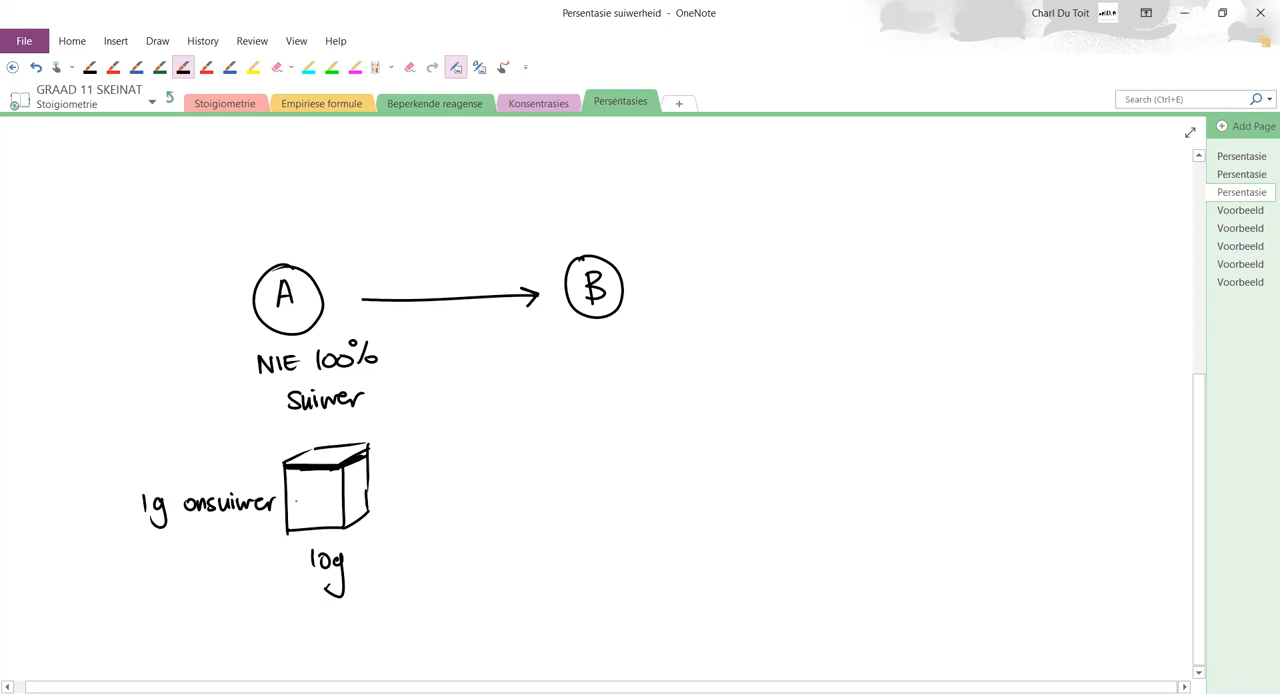 Persentasie suiwerheid - OneNote
Charl Du Toit
File Home Insert Draw History Review View Help
GRAAD 11 SKEINAT
Stoigiometrie
Stoigiometrie Empiriese formule Beperkende reagense Konsentrasies Persentasies +
Search (Ctrl+E)
Add Page
Persentasie
Persentasie
Persentasie
Voorbeeld
Voorbeeld
Voorbeeld
Voorbeeld
Voorbeeld
A B
NIE 100%
Suiwer
1g onsuiwer
10g